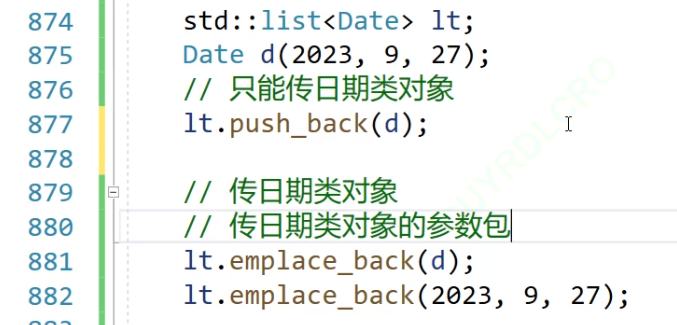 874 std::list<Date> lt;
875 Date d(2023, 9, 27);
876 // 只能传日期类对象
877 lt.push_back(d);
878
879 // 传日期类对象
880 // 传日期类对象的参数包
881 lt.emplace_back(d);
882 lt.emplace_back(2023, 9, 27);